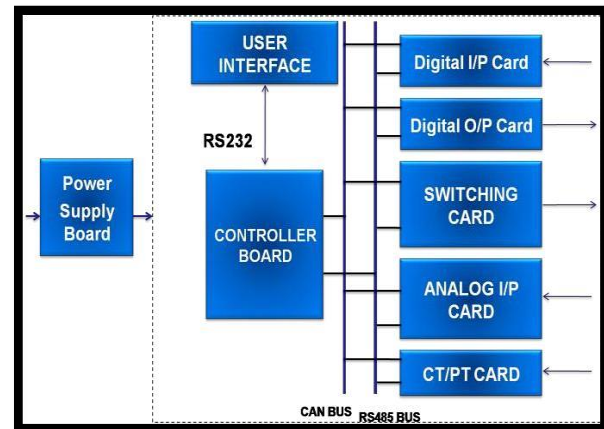 USER
INTERFACE
RS232
Power
Supply
Board
CONTROLLER
BOARD
Digital I/P Card
Digital O/P Card
SWITCHING
CARD
ANALOG I/P
CARD
CT/PT CARD
CAN BUS
RS485 BUS